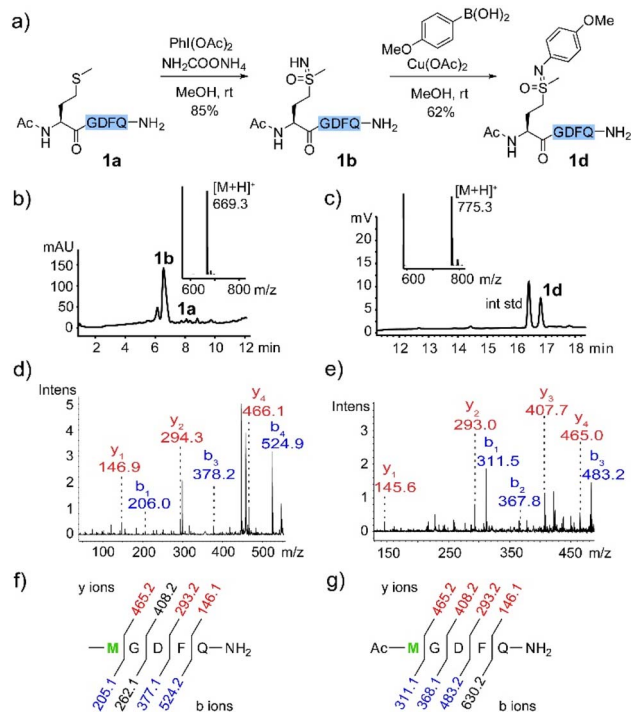 a)
PhI(OAc)2
NH2COONH4
MeOH, rt
85%
B(OH)2
MeO
Cu(OAc)2
MeOH, rt
62%
S
Ac
N
H
O
GDFQ
NH2
1a
HN
O
S
Ac
N
H
O
GDFQ
NH2
1b
OMe
N
O
S
Ac
N
H
O
GDFQ
NH2
1d
b)
mAU
150
100
50
0
2 4 6 8 10 12 min
1b
1a
[M+H]+
669.3
600 800 m/z
c)
mV
20
15
10
5
0
12 13 14 15 16 17 18 min
int std
1d
[M+H]+
775.3
600 800 m/z
d)
Intens
5
4
3
2
1
0
100 200 300 400 500 m/z
y1
146.9
b1
206.0
y2
294.3
b3
378.2
y4
466.1
b4
524.9
e)
Intens
3
2
1
0
150 250 350 450 m/z
y1
145.6
y2
293.0
b1
311.5
b2
367.8
y3
407.7
y4
465.0
b3
483.2
f)
y ions
465.2
408.2
293.2
146.1
M G D F Q NH2
205.1
262.1
377.1
524.2
b ions
g)
y ions
465.2
408.2
293.2
146.1
Ac M G D F Q NH2
311.1
368.1
483.2
630.2
b ions